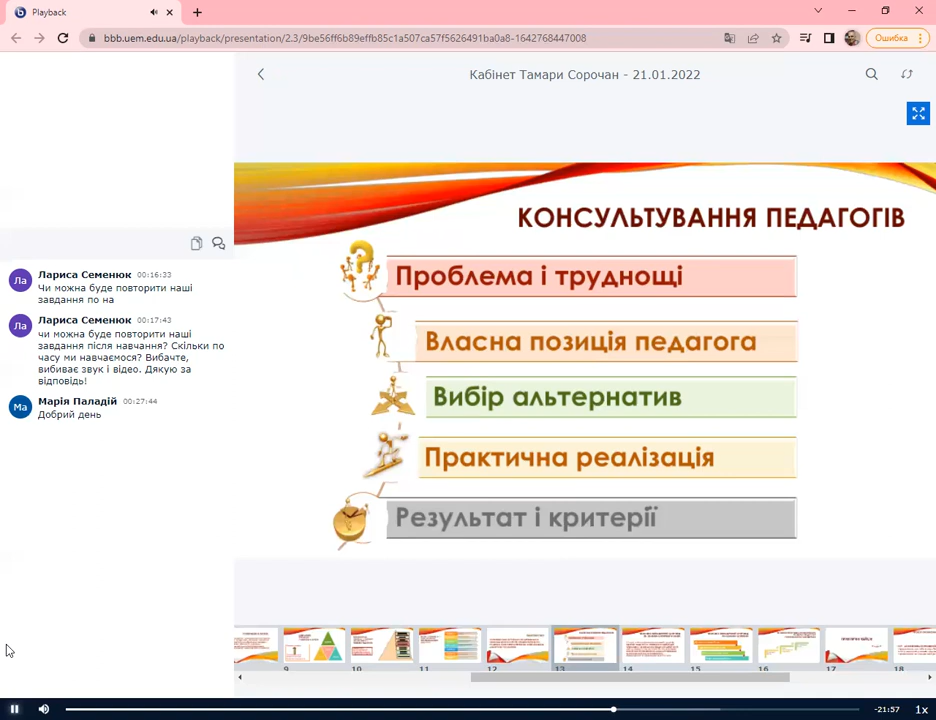 Playback
bbb.uem.edu.ua/playback/presentation/2.3/9be56ff6b89effb85c1a507ca57f5626491ba0a8-1642768447008
Ошибка
Кабінет Тамари Сорочан - 21.01.2022
Лариса Семенюк 00:16:33
Чи можна буде повторити наші
завдання по на
Лариса Семенюк 00:17:43
чи можна буде повторити наші
завдання після навчання? Скільки по
часу ми навчаємося? Вибачте,
вибиває звук і відео. Дякую за
відповідь!
Марія Паладій 00:27:44
Добрий день
Ла
Ла
Ма
КОНСУЛЬТУВАННЯ ПЕДАГОГІВ
Проблема і труднощі
Власна позиція педагога
Вибір альтернатив
Практична реалізація
Результат і критерії
9 10 11 12 13 14 15 16 17 18
-21:57 1x